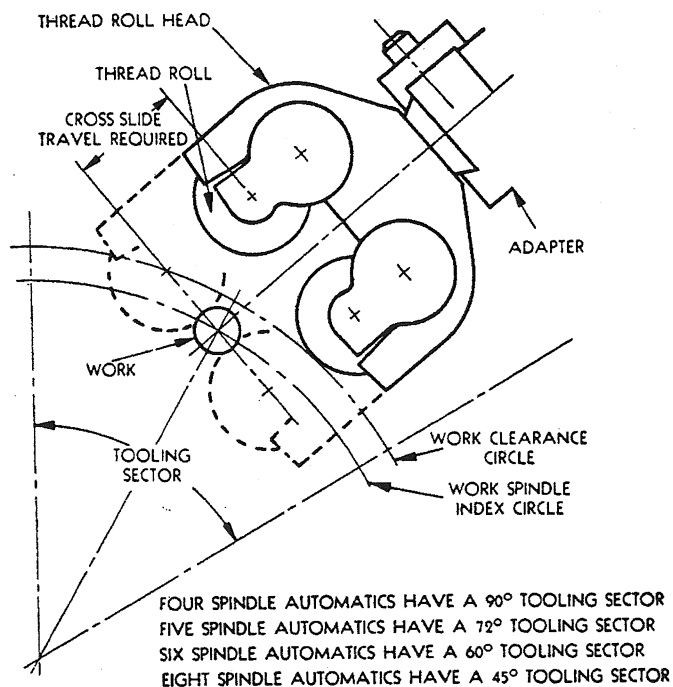 THREAD ROLL HEAD
THREAD ROLL
CROSS SLIDE
TRAVEL REQUIRED
ADAPTER
WORK
TOOLING
SECTOR
WORK CLEARANCE
CIRCLE
WORK SPINDLE
INDEX CIRCLE
FOUR SPINDLE AUTOMATICS HAVE A 90° TOOLING SECTOR
FIVE SPINDLE AUTOMATICS HAVE A 72° TOOLING SECTOR
SIX SPINDLE AUTOMATICS HAVE A 60° TOOLING SECTOR
EIGHT SPINDLE AUTOMATICS HAVE A 45° TOOLING SECTOR